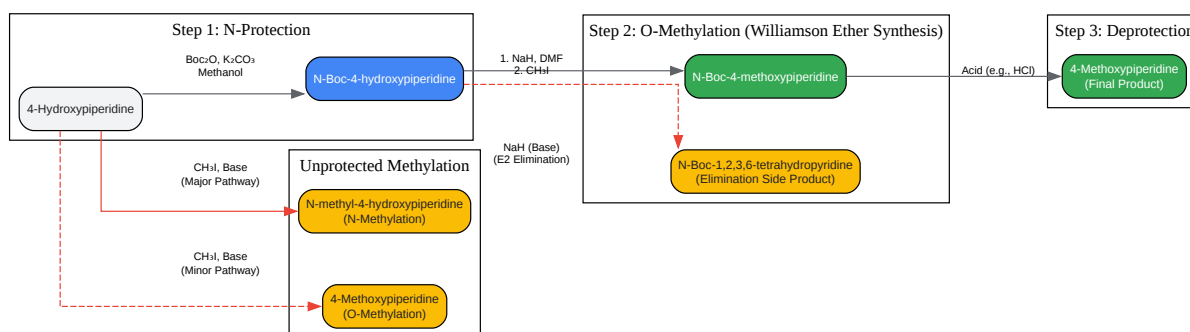 Step 1: N-Protection
Boc₂O, K₂CO₃
Methanol
4-Hydroxypiperidine
N-Boc-4-hydroxypiperidine
Step 2: O-Methylation (Williamson Ether Synthesis)
1. NaH, DMF
2. CH₃I
N-Boc-4-methoxypiperidine
NaH (Base)
(E2 Elimination)
N-Boc-1,2,3,6-tetrahydropyridine
(Elimination Side Product)
Step 3: Deprotection
Acid (e.g., HCl)
4-Methoxypiperidine
(Final Product)
Unprotected Methylation
CH₃I, Base
(Major Pathway)
N-methyl-4-hydroxypiperidine
(N-Methylation)
CH₃I, Base
(Minor Pathway)
4-Methoxypiperidine
(O-Methylation)